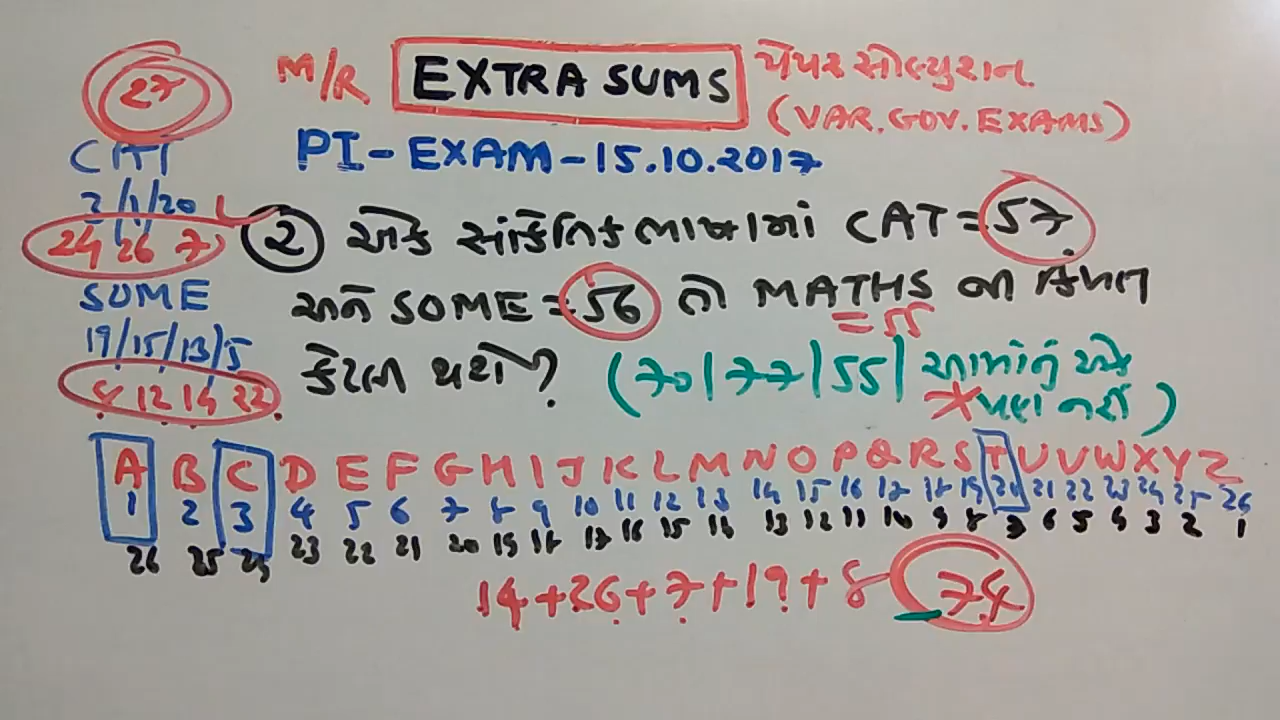 27
M/R EXTRA SUMS પેપર સોલ્યુશન
(VAR. GOV. EXAMS)
CAT
3/1/20
24 26 7
PI-EXAM-15.10.2017
(2) એક સાંકેતિક ભાષામાં CAT = 57
અને SOME = 56 તો MATHS ની કિંમત
= 55
કેટલી થશે?
(70/77/55/ આમાંનું એક
પણ નહીં)
SOME
19/15/13/5
8 12 14 22
A B C D E F G H I J K L M N O P Q R S T U V W X Y Z
1 2 3 4 5 6 7 8 9 10 11 12 13 14 15 16 17 18 19 20 21 22 23 24 25 26
26 25 24 23 22 21 20 19 18 17 16 15 14 13 12 11 10 9 8 7 6 5 4 3 2 1
14+26+7+19+8 74